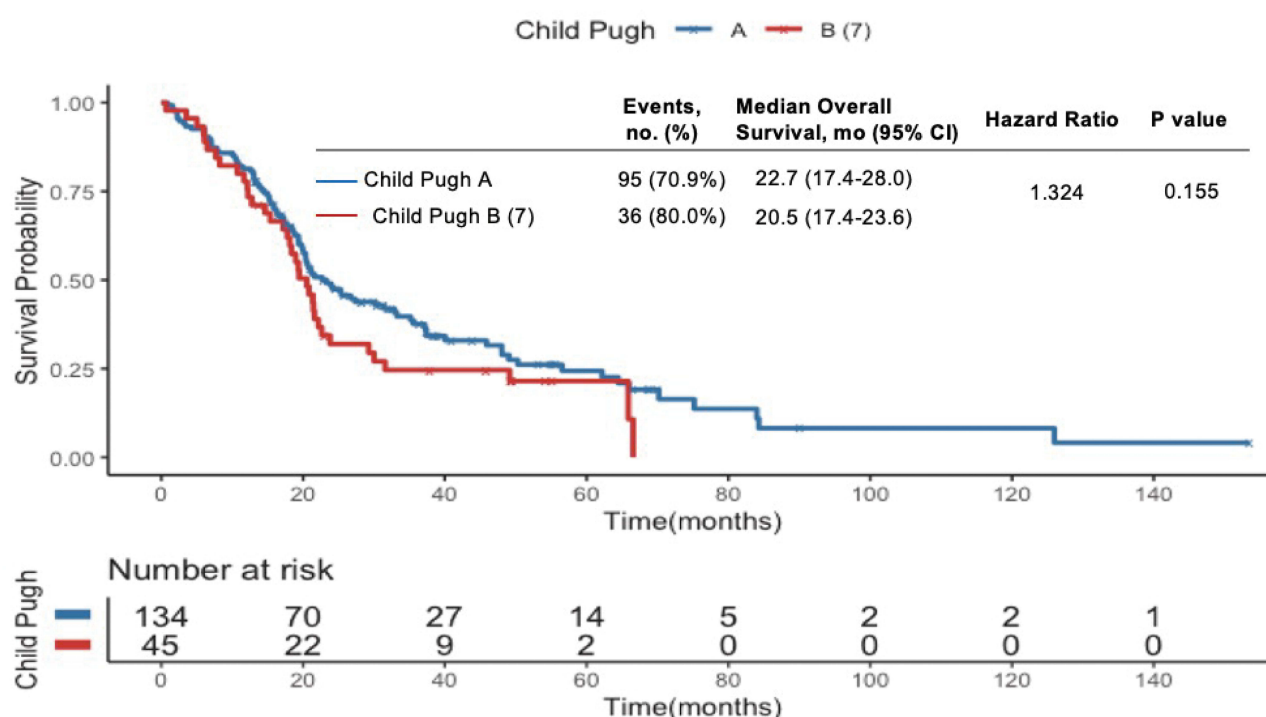 Child Pugh A B (7)
Events, no. (%) Median Overall Survival, mo (95% CI) Hazard Ratio P value
Child Pugh A 95 (70.9%) 22.7 (17.4-28.0) 1.324 0.155
Child Pugh B (7) 36 (80.0%) 20.5 (17.4-23.6)
Survival Probability
1.00
0.75
0.50
0.25
0.00
0 20 40 60 80 100 120 140
Time(months)
Number at risk
Child Pugh
134 70 27 14 5 2 2 1
45 22 9 2 0 0 0 0
0 20 40 60 80 100 120 140
Time(months)